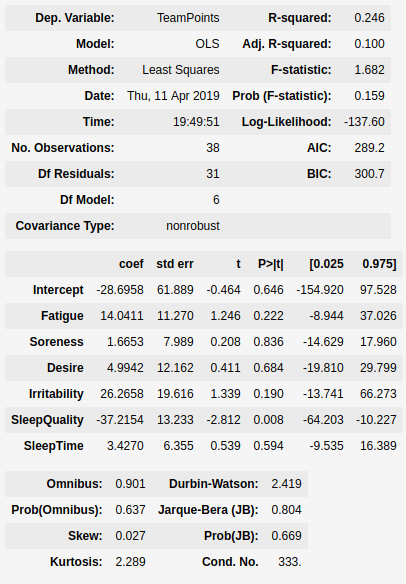 Dep. Variable: TeamPoints R-squared: 0.246
Model: OLS Adj. R-squared: 0.100
Method: Least Squares F-statistic: 1.682
Date: Thu, 11 Apr 2019 Prob (F-statistic): 0.159
Time: 19:49:51 Log-Likelihood: -137.60
No. Observations: 38 AIC: 289.2
Df Residuals: 31 BIC: 300.7
Df Model: 6
Covariance Type: nonrobust
coef std err t P>|t| [0.025 0.975]
Intercept -28.6958 61.889 -0.464 0.646 -154.920 97.528
Fatigue 14.0411 11.270 1.246 0.222 -8.944 37.026
Soreness 1.6653 7.989 0.208 0.836 -14.629 17.960
Desire 4.9942 12.162 0.411 0.684 -19.810 29.799
Irritability 26.2658 19.616 1.339 0.190 -13.741 66.273
SleepQuality -37.2154 13.233 -2.812 0.008 -64.203 -10.227
SleepTime 3.4270 6.355 0.539 0.594 -9.535 16.389
Omnibus: 0.901 Durbin-Watson: 2.419
Prob(Omnibus): 0.637 Jarque-Bera (JB): 0.804
Skew: 0.027 Prob(JB): 0.669
Kurtosis: 2.289 Cond. No. 333.